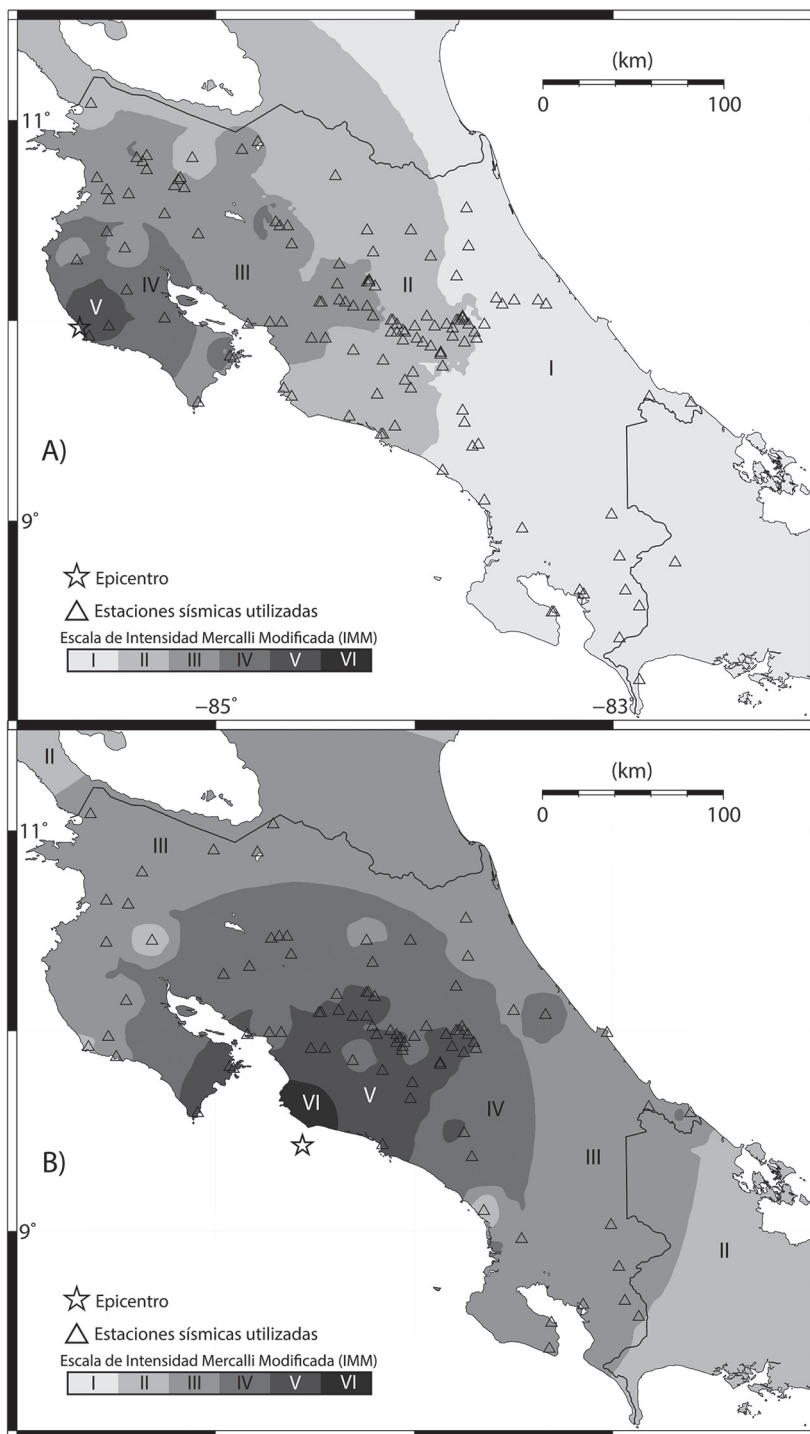 (km)
0 100
11°
III
IV
II
V
I
A)
9°
Epicentro
Estaciones sísmicas utilizadas
Escala de Intensidad Mercalli Modificada (IMM)
I II III IV V VI
−85° −83°
II
(km)
0 100
11°
III
V
VI
IV
B)
III
9°
II
Epicentro
Estaciones sísmicas utilizadas
Escala de Intensidad Mercalli Modificada (IMM)
I II III IV V VI